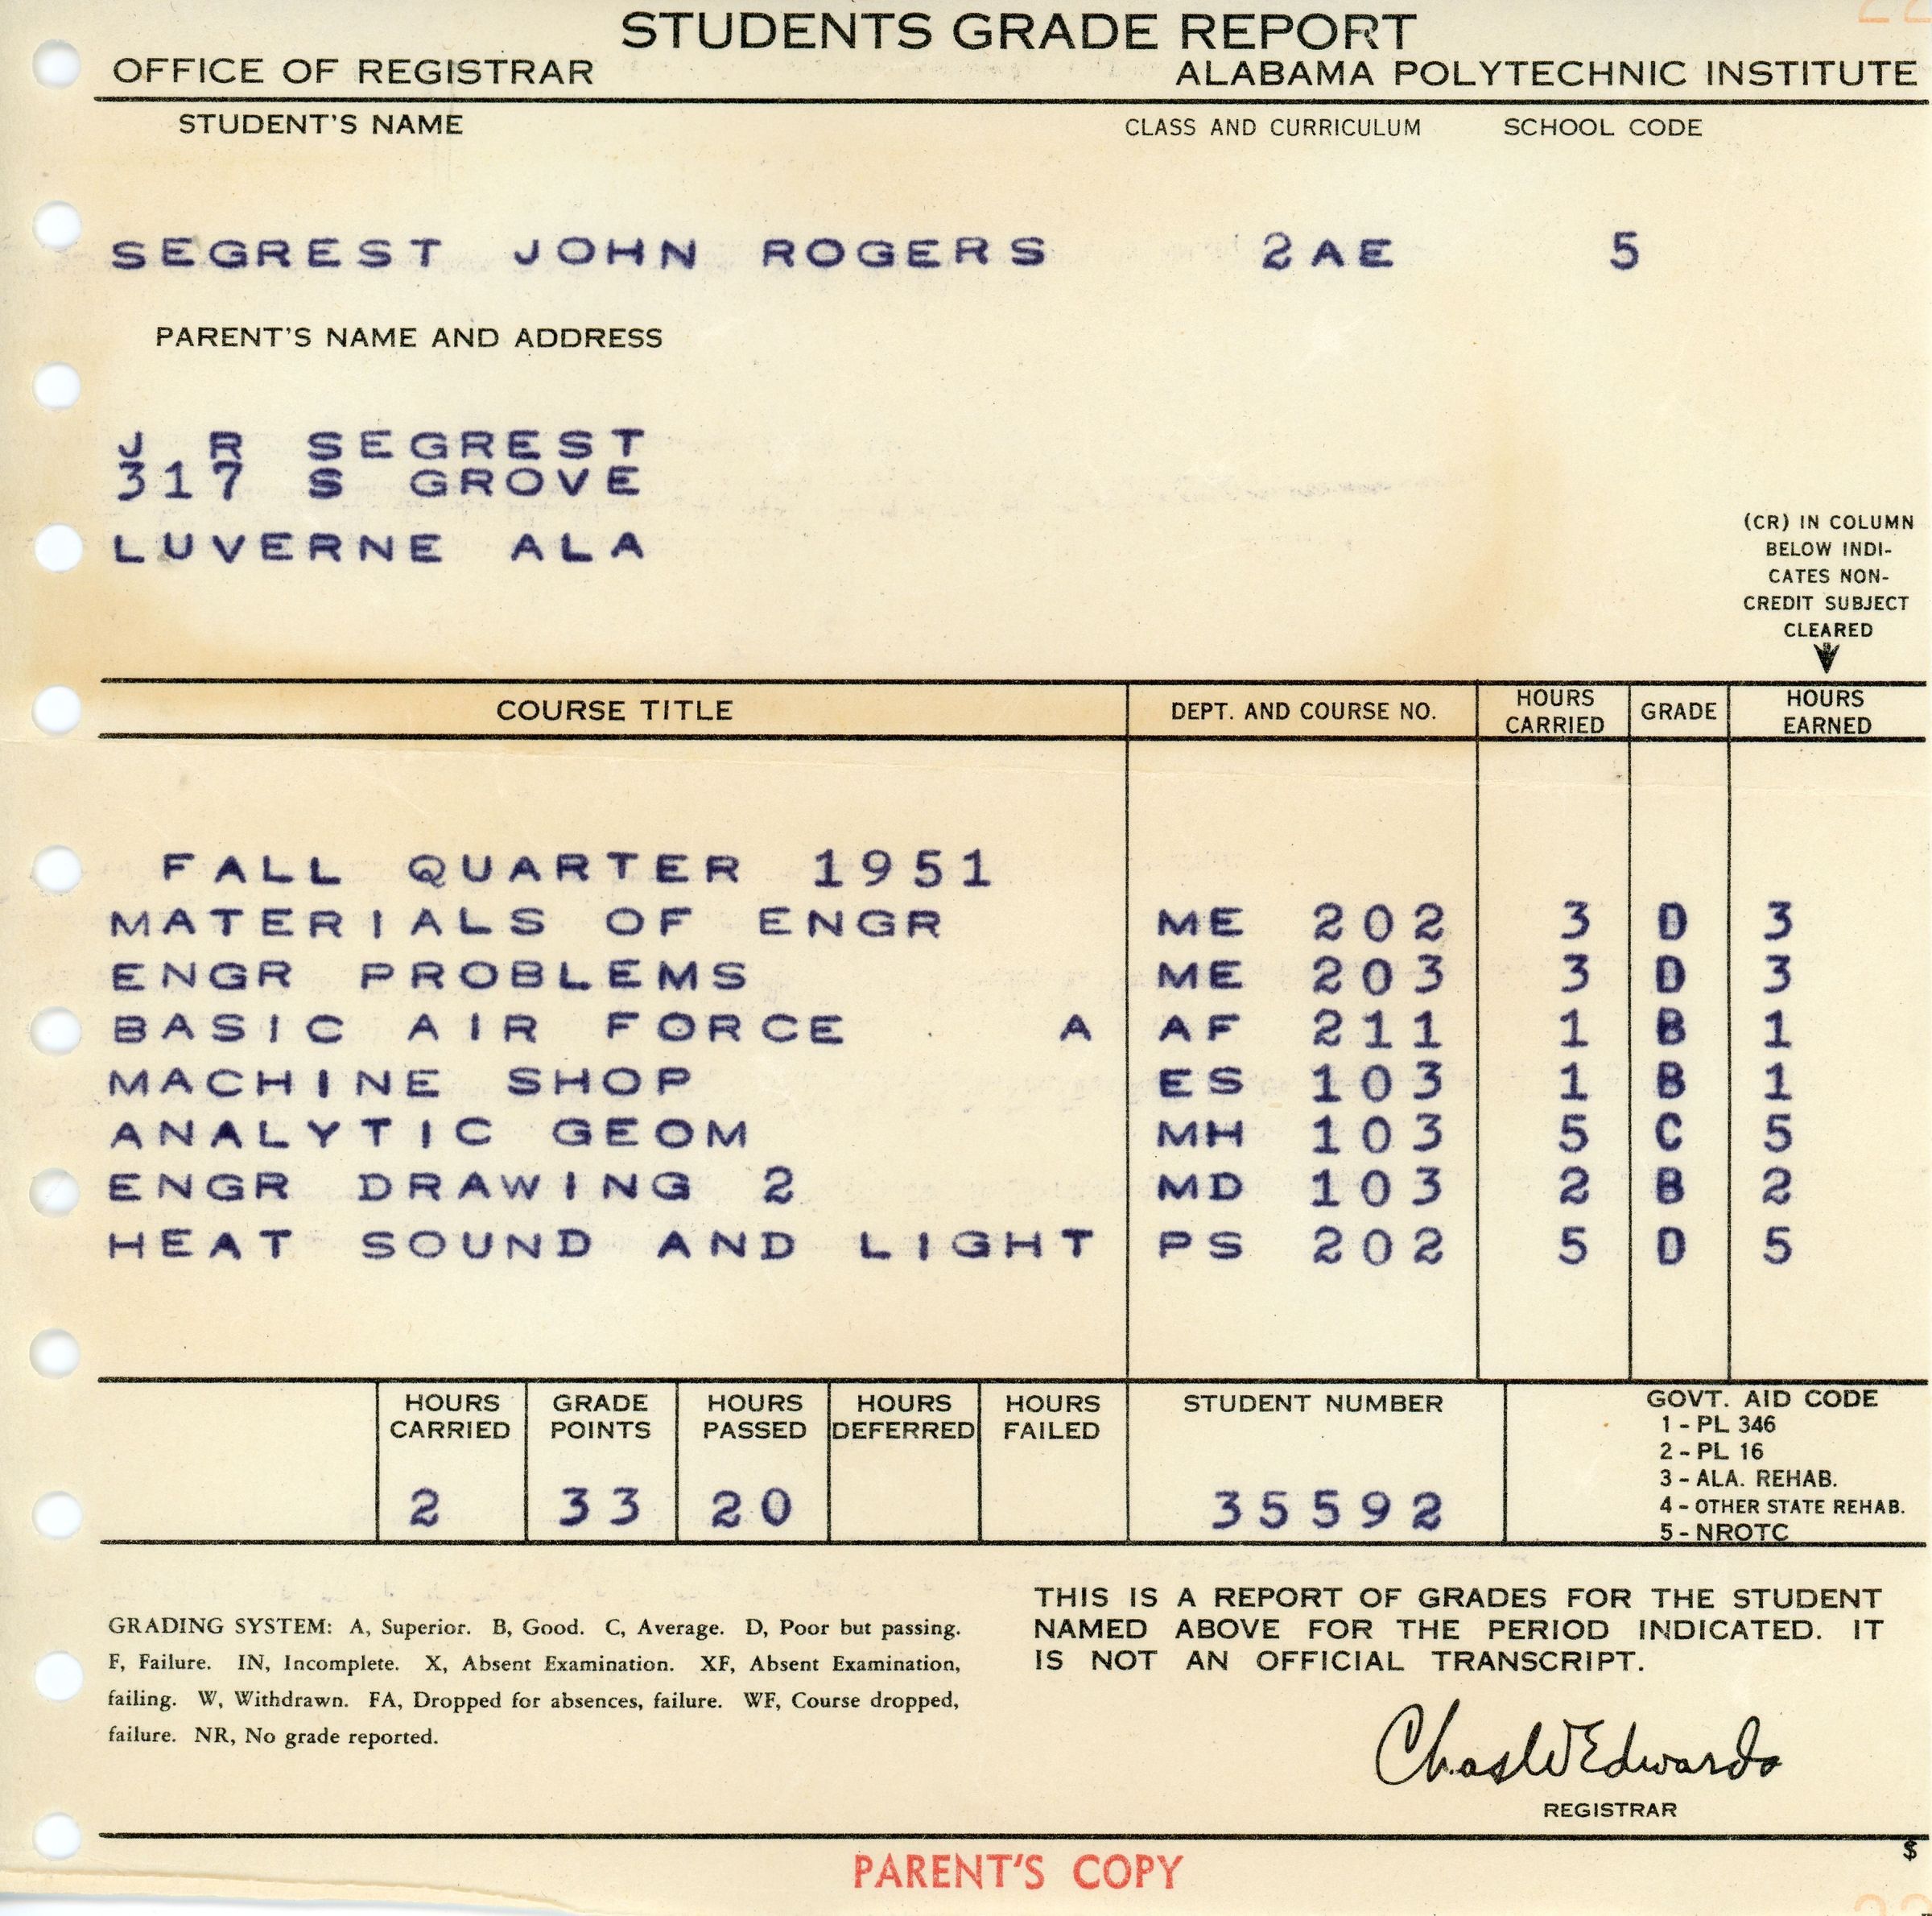 STUDENTS GRADE REPORT
OFFICE OF REGISTRAR ALABAMA POLYTECHNIC INSTITUTE
STUDENT'S NAME CLASS AND CURRICULUM SCHOOL CODE
SEGREST JOHN ROGERS 2AE 5
PARENT'S NAME AND ADDRESS
J R SEGREST
317 S GROVE
LUVERNE ALA
(CR) IN COLUMN
BELOW INDI-
CATES NON-
CREDIT SUBJECT
CLEARED
COURSE TITLE DEPT. AND COURSE NO. HOURS CARRIED GRADE HOURS EARNED
FALL QUARTER 1951
MATERIALS OF ENGR ME 202 3 D 3
ENGR PROBLEMS ME 203 3 D 3
BASIC AIR FORCE A AF 211 1 B 1
MACHINE SHOP ES 103 1 B 1
ANALYTIC GEOM MH 103 5 C 5
ENGR DRAWING 2 MD 103 2 B 2
HEAT SOUND AND LIGHT PS 202 5 D 5
HOURS CARRIED GRADE POINTS HOURS PASSED HOURS DEFERRED HOURS FAILED STUDENT NUMBER
2 33 20 35592
GOVT. AID CODE
1 - PL 346
2 - PL 16
3 - ALA. REHAB.
4 - OTHER STATE REHAB.
5 - NROTC
GRADING SYSTEM: A, Superior. B, Good. C, Average. D, Poor but passing.
F, Failure. IN, Incomplete. X, Absent Examination. XF, Absent Examination,
failing. W, Withdrawn. FA, Dropped for absences, failure. WF, Course dropped,
failure. NR, No grade reported.
THIS IS A REPORT OF GRADES FOR THE STUDENT
NAMED ABOVE FOR THE PERIOD INDICATED. IT
IS NOT AN OFFICIAL TRANSCRIPT.
Chas W Edwards
REGISTRAR
$
PARENT'S COPY